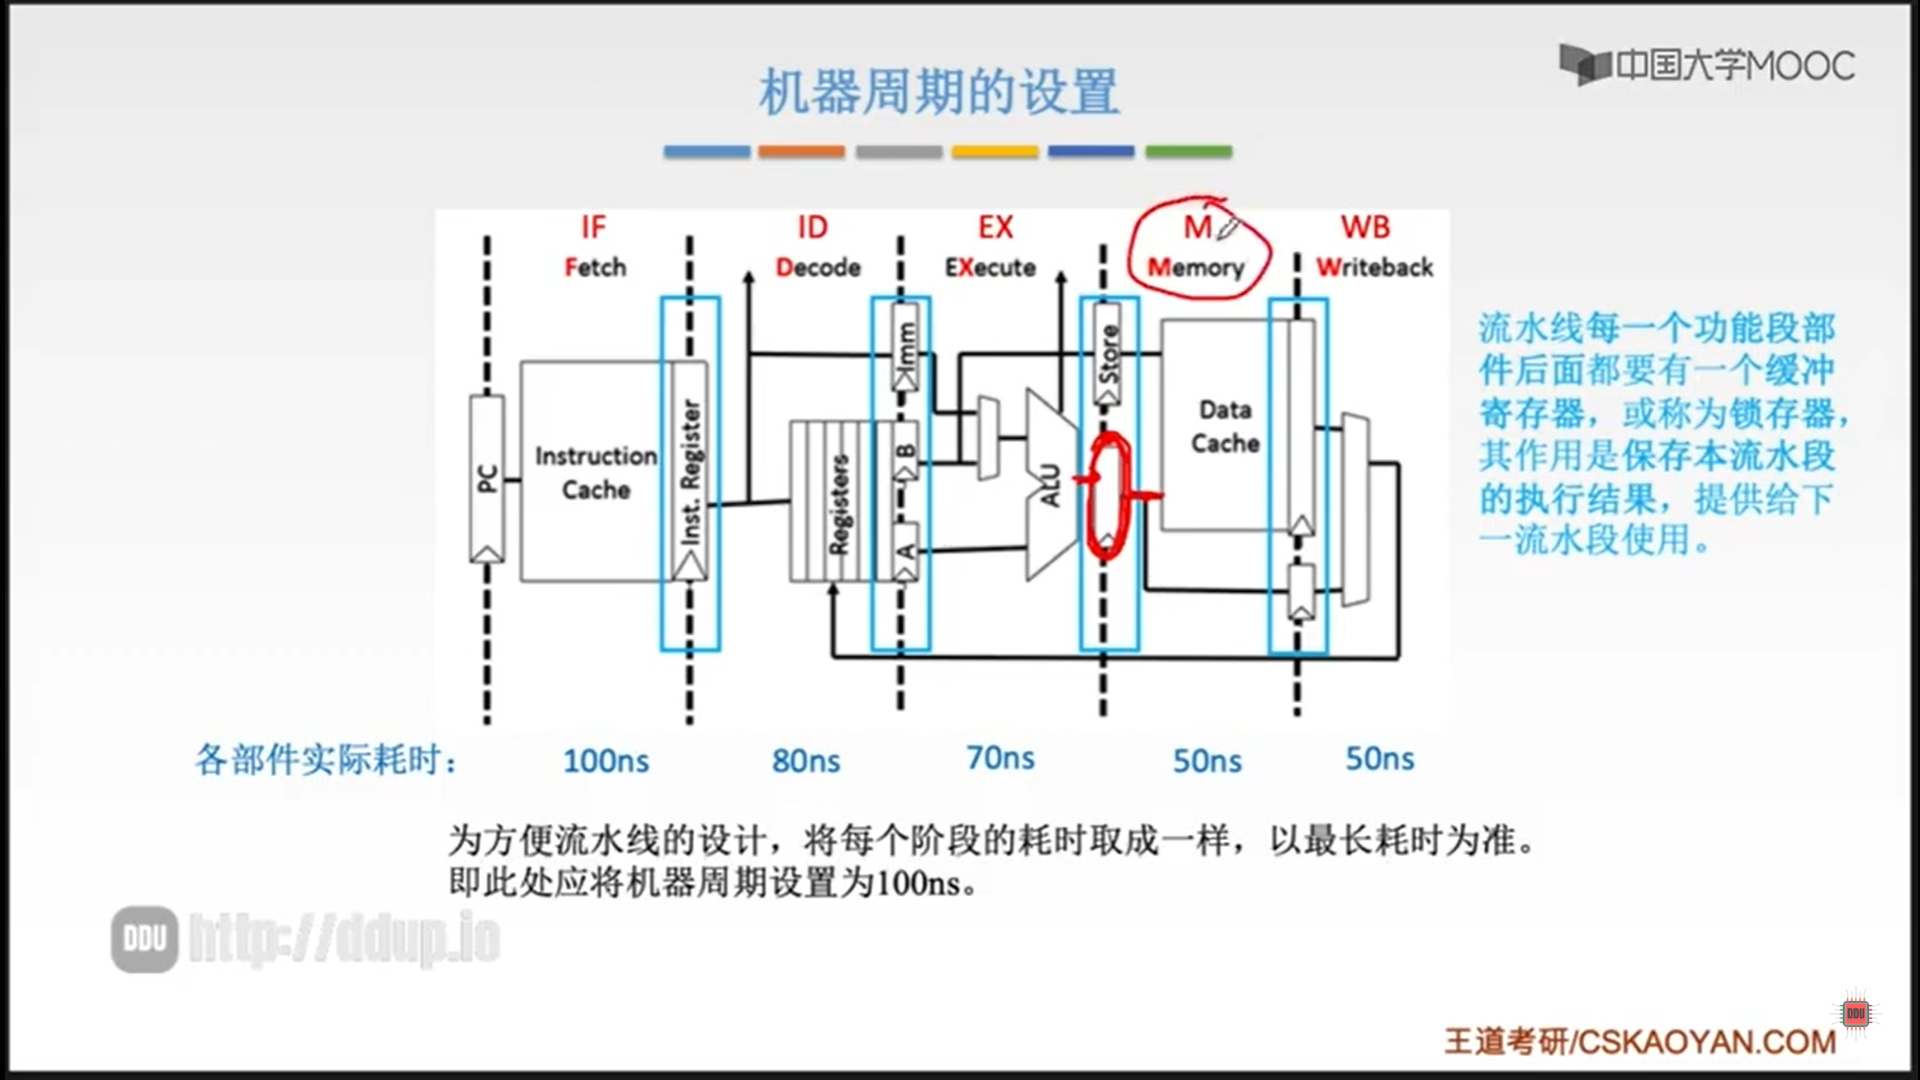 中国大学MOOC
机器周期的设置
IF
ID
EX
M
WB
Fetch
Decode
EXecute
Memory
Writeback
PC
Instruction
Cache
Inst. Register
Registers
Imm
B
A
ALU
Store
Data
Cache
流水线每一个功能段部
件后面都要有一个缓冲
寄存器，或称为锁存器，
其作用是保存本流水段
的执行结果，提供给下
一流水段使用。
各部件实际耗时：
100ns
80ns
70ns
50ns
50ns
为方便流水线的设计，将每个阶段的耗时取成一样，以最长耗时为准。
即此处应将机器周期设置为100ns。
DDU http://ddup.io
DDU
王道考研/CSKAOYAN.COM